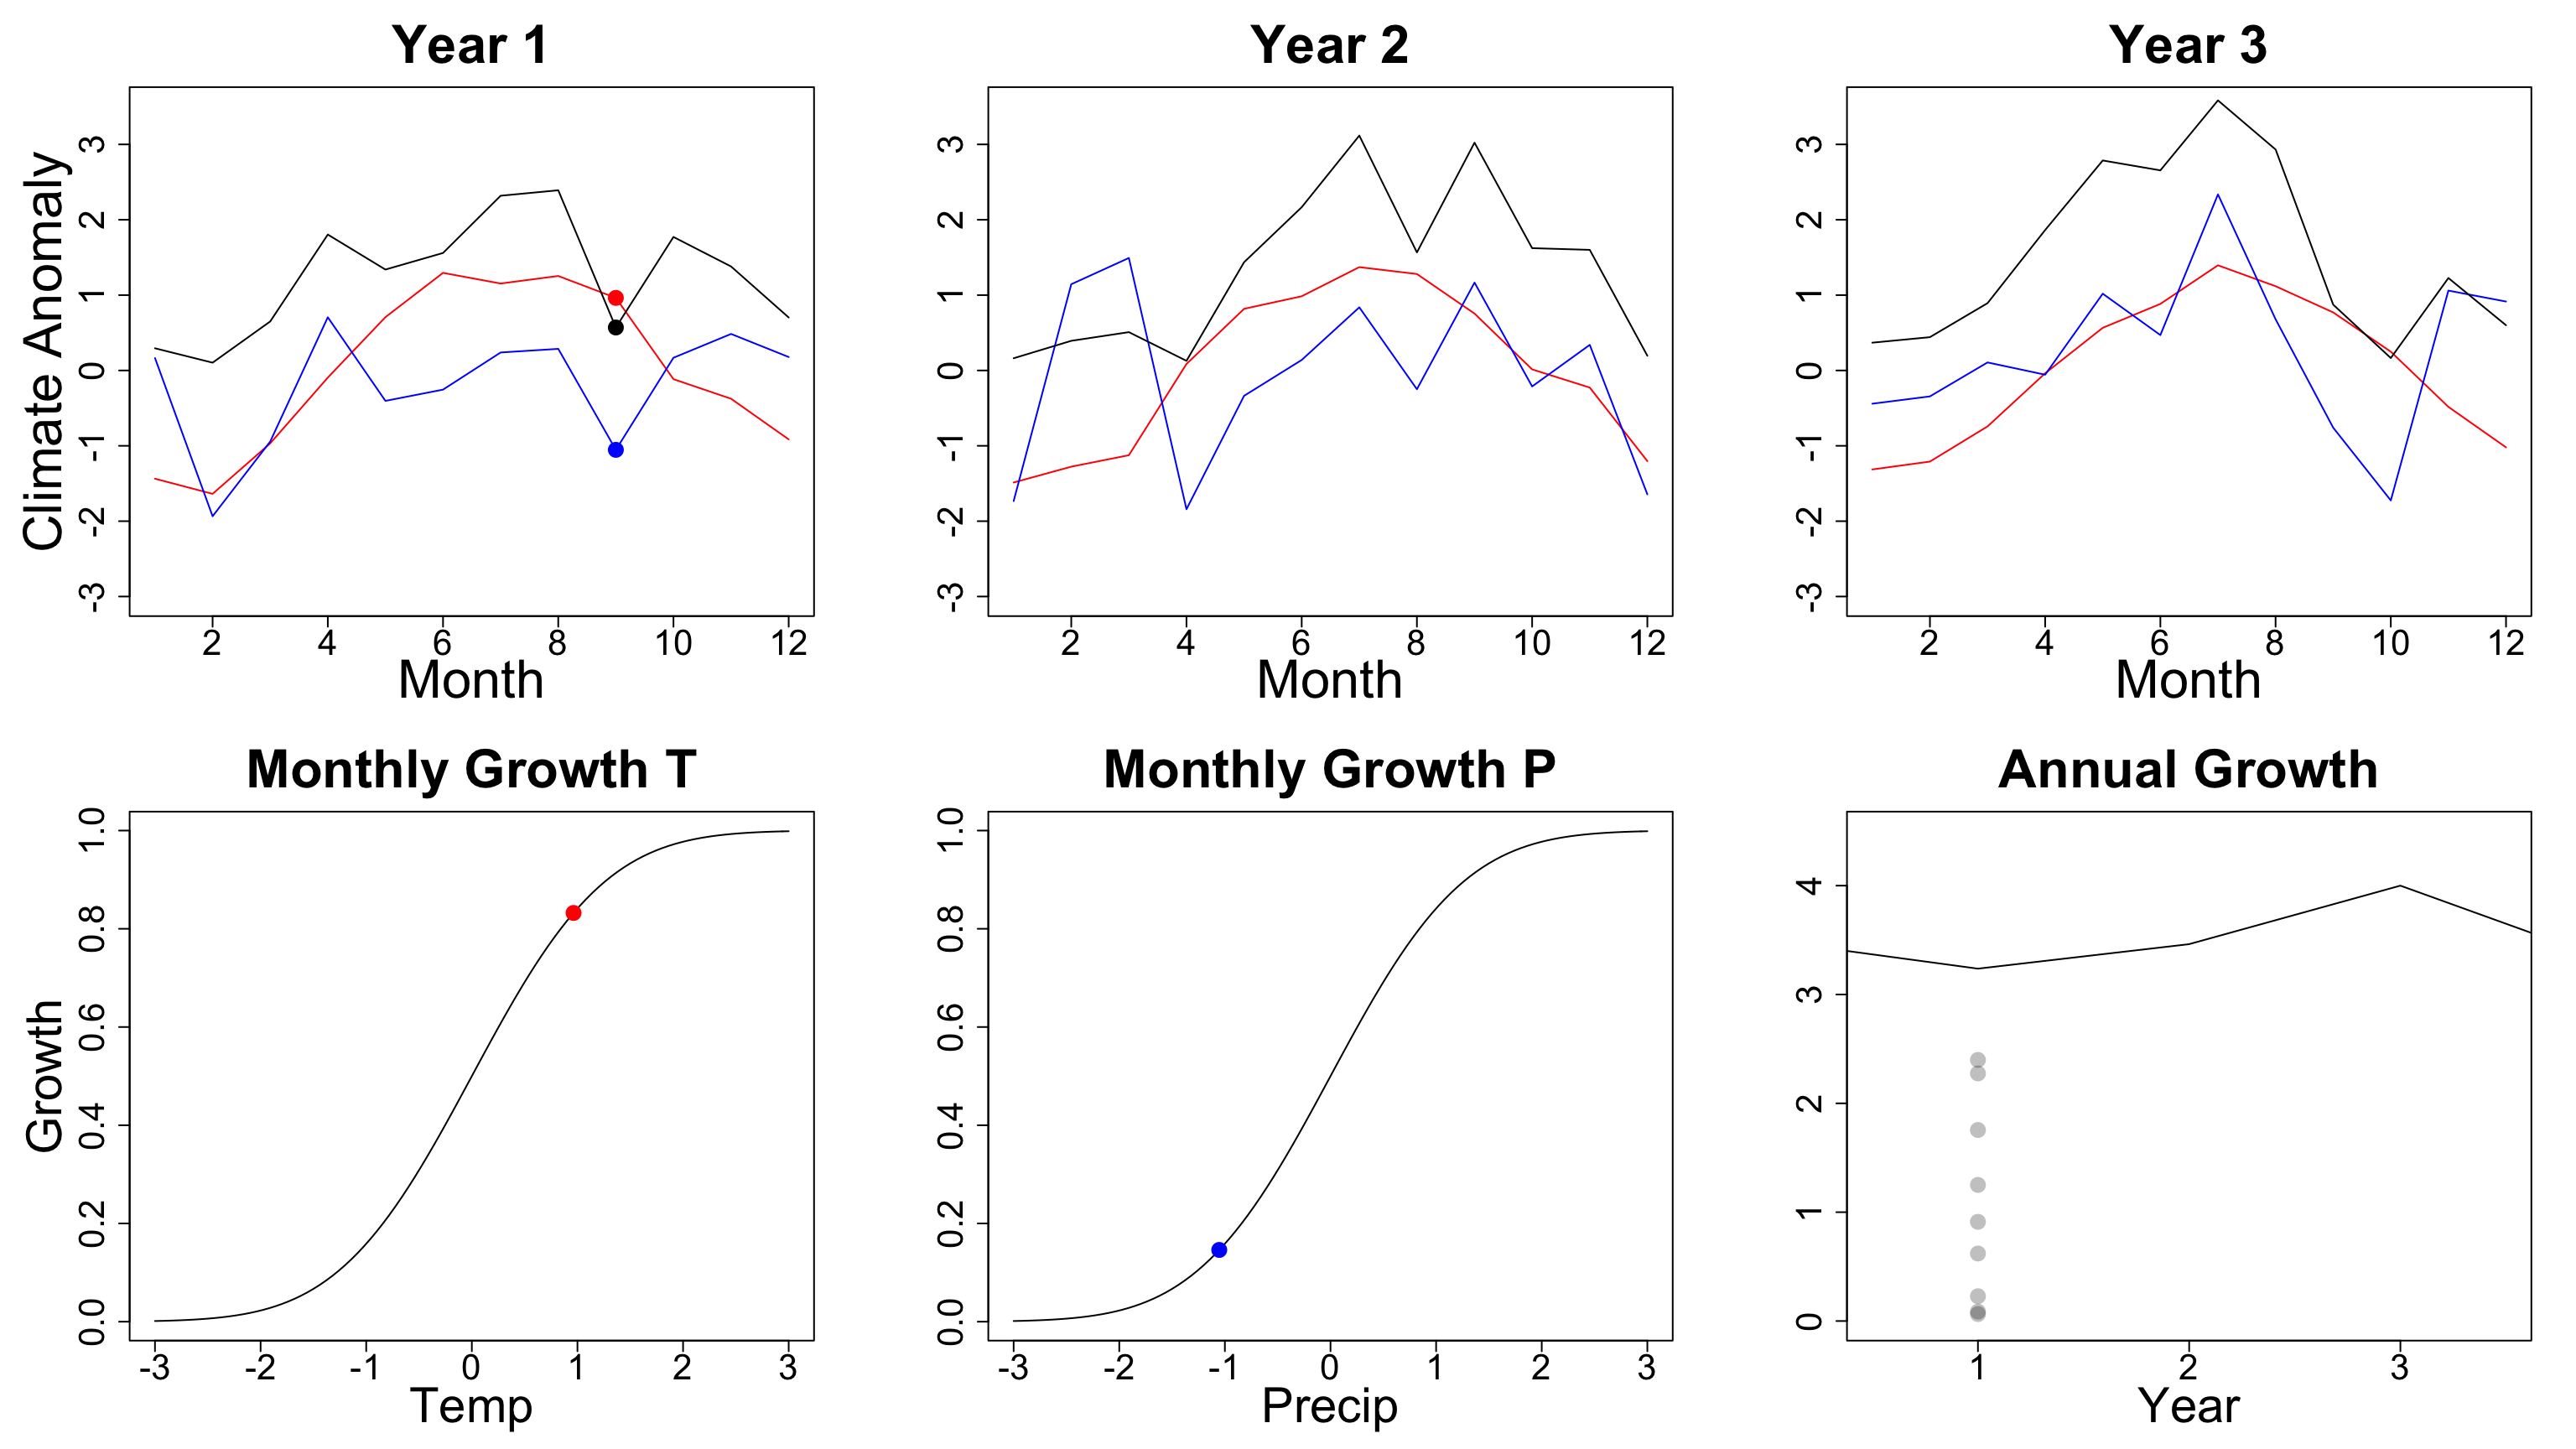 Year 1
Year 2
Year 3
Climate Anomaly
3
2
1
0
-1
-2
-3
2 4 6 8 10 12
Month
3
2
1
0
-1
-2
-3
2 4 6 8 10 12
Month
3
2
1
0
-1
-2
-3
2 4 6 8 10 12
Month
Monthly Growth T
Monthly Growth P
Annual Growth
Growth
1.0
0.8
0.6
0.4
0.2
0.0
-3 -2 -1 0 1 2 3
Temp
1.0
0.8
0.6
0.4
0.2
0.0
-3 -2 -1 0 1 2 3
Precip
4
3
2
1
0
1 2 3
Year